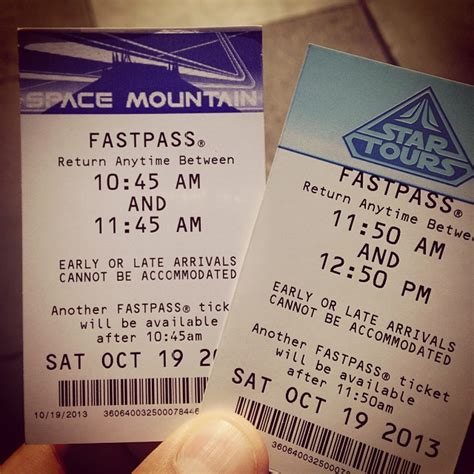 SPACE MOUNTAIN
FASTPASS®
Return Anytime Between
10:45 AM
AND
11:45 AM
EARLY OR LATE ARRIVALS
CANNOT BE ACCOMMODATED
Another FASTPASS® ticket
will be available
after 10:45am
SAT OCT 19
10/19/2013
STAR
TOURS
FASTPASS®
Return Anytime Between
11:50 AM
AND
12:50 PM
EARLY OR LATE ARRIVALS
CANNOT BE ACCOMMODATED
Another FASTPASS® ticket
will be available
after 11:50am
SAT OCT 19 2013